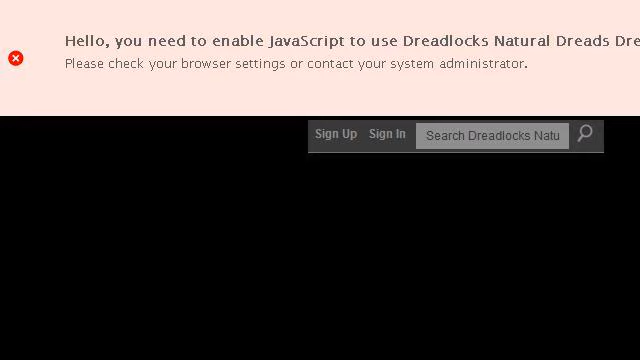 Hello, you need to enable JavaScript to use Dreadlocks Natural Dreads Dre
Please check your browser settings or contact your system administrator.
Sign Up Sign In Search Dreadlocks Natu